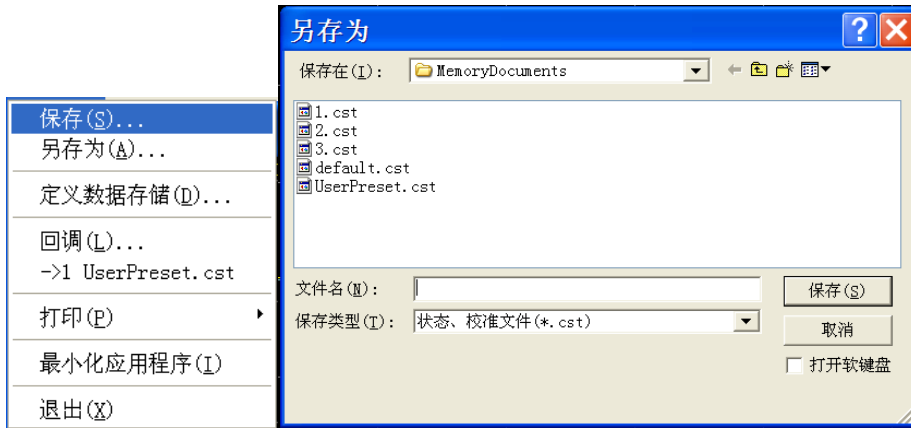 保存(S)...
另存为(A)...
定义数据存储(D)...
回调(L)...
->1 UserPreset.cst
打印(P)
最小化应用程序(I)
退出(X)
另存为
保存在(I): MemoryDocuments
1.cst
2.cst
3.cst
default.cst
UserPreset.cst
文件名(N):
保存(S)
保存类型(T): 状态、校准文件(*.cst)
取消
打开软键盘